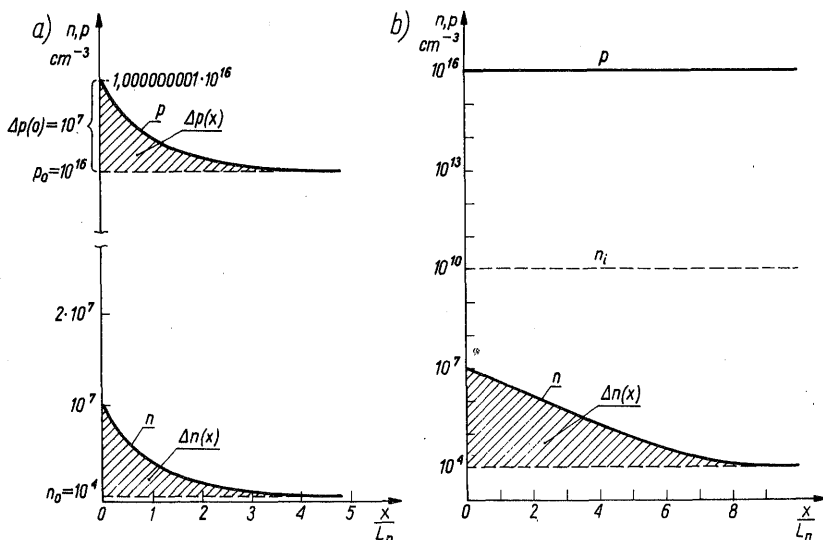 a)
n,p
cm⁻³
1,000000001·10¹⁶
p
Δp(x)
Δp(o)=10⁷
p₀=10¹⁶
2·10⁷
10⁷
n
Δn(x)
n₀=10⁴
0 1 2 3 4 5
x/Lₙ
b)
n,p
cm⁻³
10¹⁶
p
10¹³
nᵢ
10¹⁰
10⁷
n
Δn(x)
10⁴
0 2 4 6 8
x/Lₙ